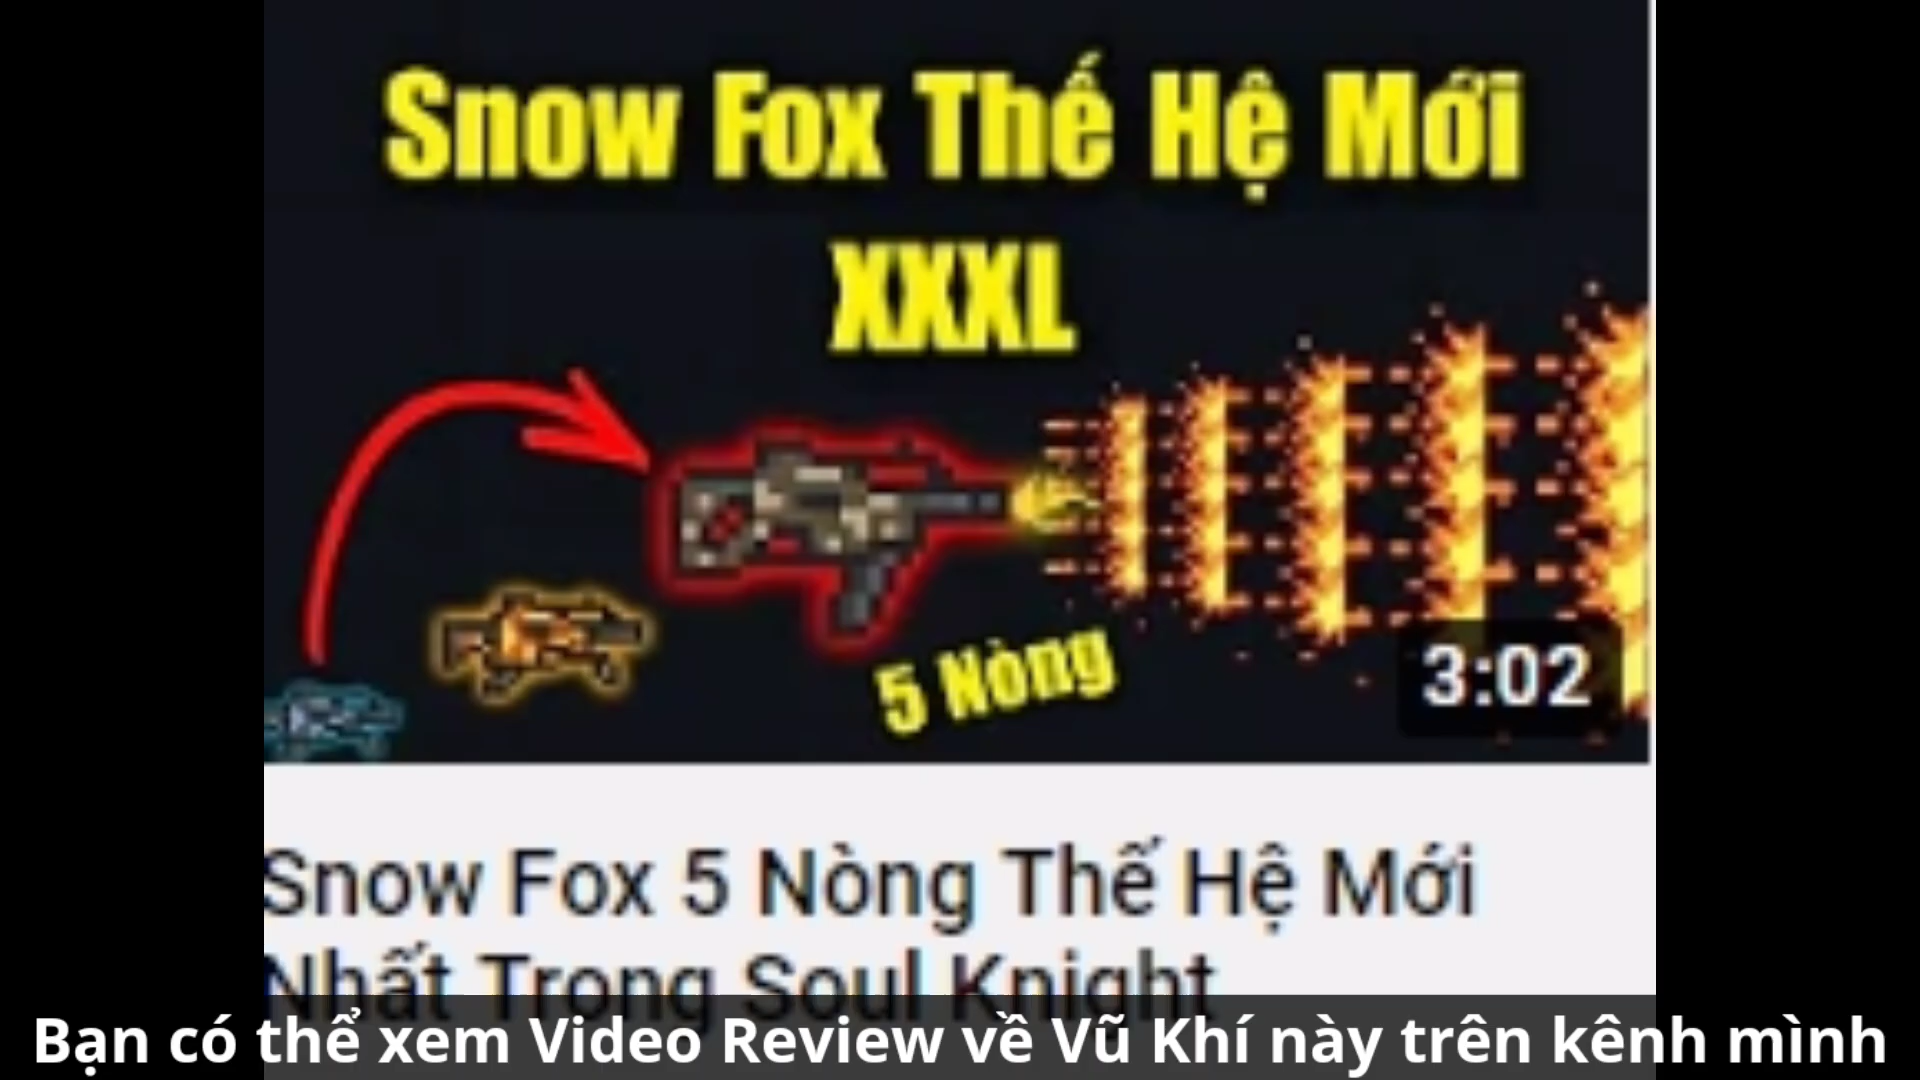 Snow Fox Thế Hệ Mới
XXXL
5 Nòng
3:02
Snow Fox 5 Nòng Thế Hệ Mới
Nhất Trong Soul Knight
Bạn có thể xem Video Review về Vũ Khí này trên kênh mình